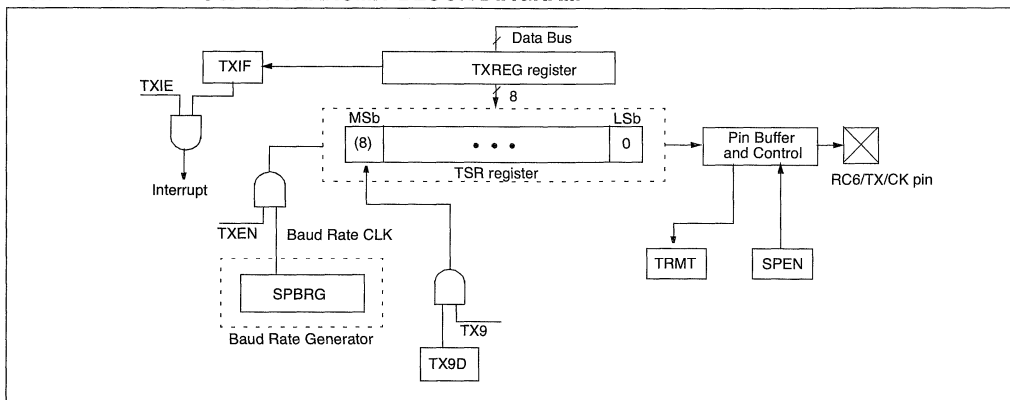 Data Bus
TXIF
TXREG register
TXIE
8
MSb
LSb
(8)
• • •
0
TSR register
Pin Buffer
and Control
RC6/TX/CK pin
Interrupt
TXEN
Baud Rate CLK
TRMT
SPEN
SPBRG
TX9
Baud Rate Generator
TX9D